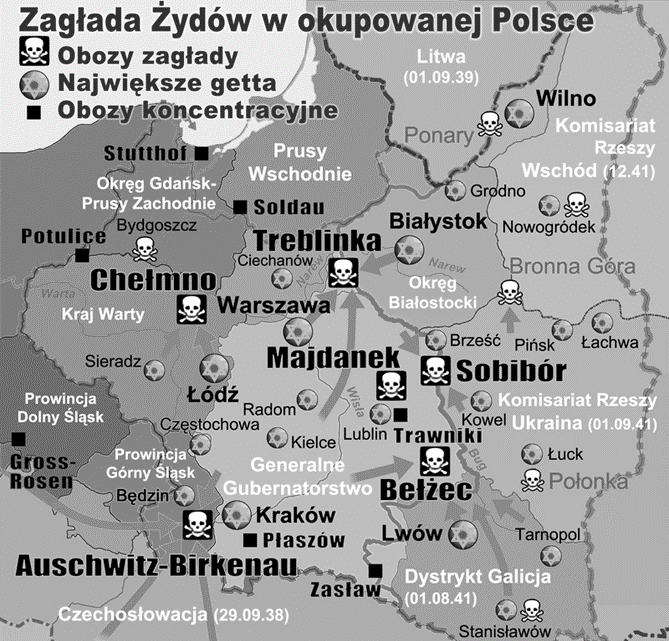 Zagłada Żydów w okupowanej Polsce
Obozy zagłady
Największe getta
Obozy koncentracyjne
Litwa
(01.09.39)
Wilno
Ponary
Komisariat
Rzeszy
Wschód (12.41)
Stutthof
Prusy
Wschodnie
Okręg Gdańsk-
Prusy Zachodnie
Grodno
Soldau
Nowogródek
Bydgoszcz
Białystok
Potulice
Treblinka
Ciechanów
Narew
Narew
Bronna Góra
Chełmno
Okręg
Białostocki
Warta
Warszawa
Kraj Warty
Brześć
Pińsk
Łachwa
Majdanek
Sieradz
Sobibór
Łódź
Prowincja
Dolny Śląsk
Radom
Wisła
Kowel
Komisariat Rzeszy
Ukraina (01.09.41)
Częstochowa
Kielce
Lublin
Trawniki
Gross-
Rosen
Prowincja
Górny Śląsk
Generalne
Gubernatorstwo
Bug
Łuck
Połonka
Będzin
Bełżec
Kraków
Płaszów
Lwów
Tarnopol
Auschwitz-Birkenau
Zasław
Dystrykt Galicja
(01.08.41)
Czechosłowacja (29.09.38)
Stanisławów